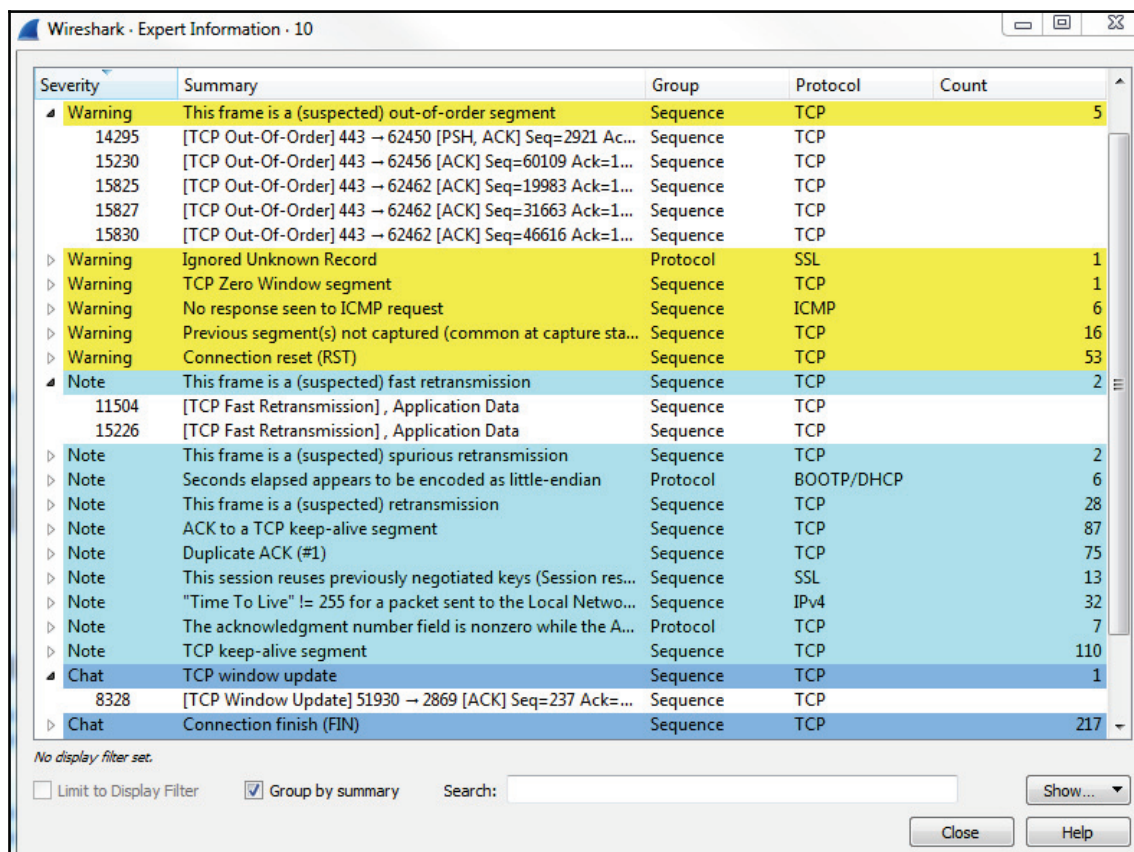 Wireshark · Expert Information · 10
Severity Summary Group Protocol Count
Warning This frame is a (suspected) out-of-order segment Sequence TCP 5
14295 [TCP Out-Of-Order] 443 → 62450 [PSH, ACK] Seq=2921 Ac... Sequence TCP
15230 [TCP Out-Of-Order] 443 → 62456 [ACK] Seq=60109 Ack=1... Sequence TCP
15825 [TCP Out-Of-Order] 443 → 62462 [ACK] Seq=19983 Ack=1... Sequence TCP
15827 [TCP Out-Of-Order] 443 → 62462 [ACK] Seq=31663 Ack=1... Sequence TCP
15830 [TCP Out-Of-Order] 443 → 62462 [ACK] Seq=46616 Ack=1... Sequence TCP
Warning Ignored Unknown Record Protocol SSL 1
Warning TCP Zero Window segment Sequence TCP 1
Warning No response seen to ICMP request Sequence ICMP 6
Warning Previous segment(s) not captured (common at capture sta... Sequence TCP 16
Warning Connection reset (RST) Sequence TCP 53
Note This frame is a (suspected) fast retransmission Sequence TCP 2
11504 [TCP Fast Retransmission] , Application Data Sequence TCP
15226 [TCP Fast Retransmission] , Application Data Sequence TCP
Note This frame is a (suspected) spurious retransmission Sequence TCP 2
Note Seconds elapsed appears to be encoded as little-endian Protocol BOOTP/DHCP 6
Note This frame is a (suspected) retransmission Sequence TCP 28
Note ACK to a TCP keep-alive segment Sequence TCP 87
Note Duplicate ACK (#1) Sequence TCP 75
Note This session reuses previously negotiated keys (Session res... Sequence SSL 13
Note "Time To Live" != 255 for a packet sent to the Local Netwo... Sequence IPv4 32
Note The acknowledgment number field is nonzero while the A... Protocol TCP 7
Note TCP keep-alive segment Sequence TCP 110
Chat TCP window update Sequence TCP 1
8328 [TCP Window Update] 51930 → 2869 [ACK] Seq=237 Ack=... Sequence TCP
Chat Connection finish (FIN) Sequence TCP 217
No display filter set.
Limit to Display Filter Group by summary Search: Show...
Close Help